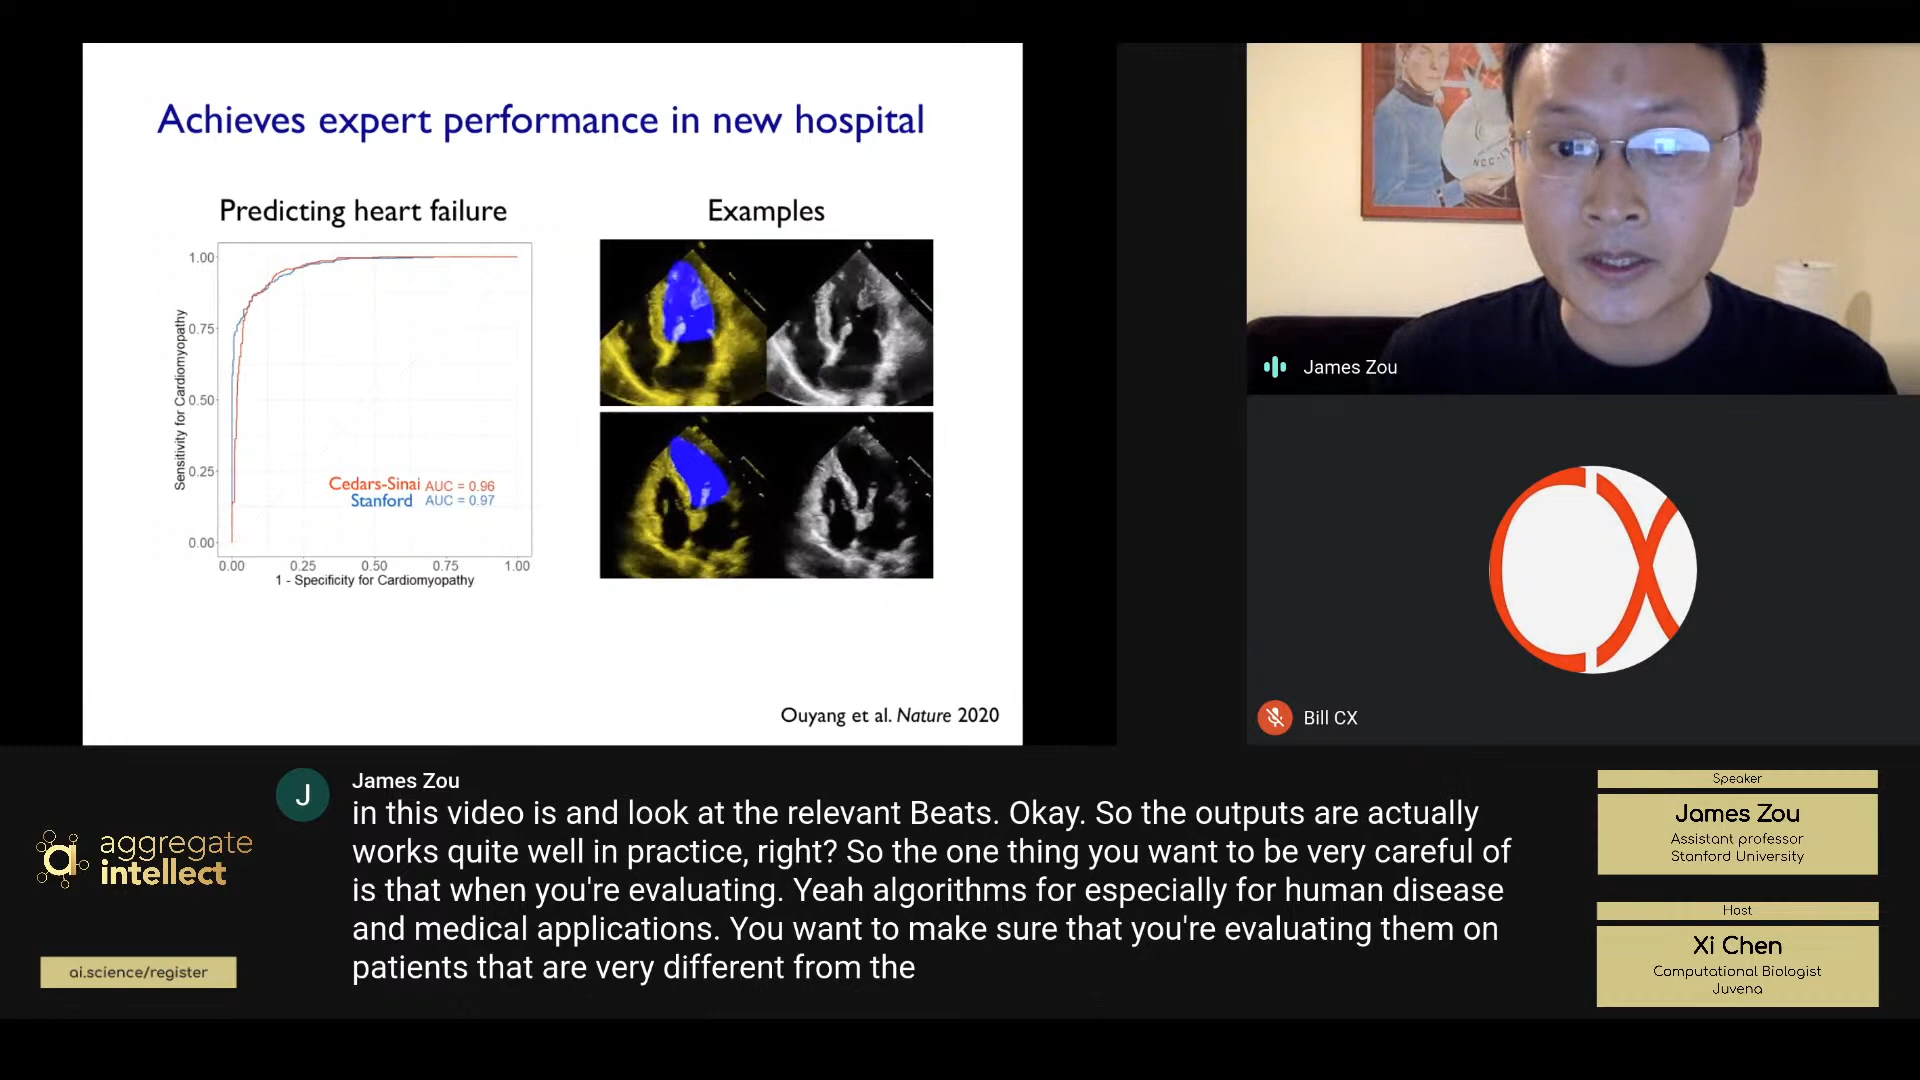 Achieves expert performance in new hospital
Predicting heart failure
Examples
Sensitivity for Cardiomyopathy
1.00
0.75
0.50
0.25
0.00
Cedars-Sinai AUC = 0.96
Stanford AUC = 0.97
0.00 0.25 0.50 0.75 1.00
1 - Specificity for Cardiomyopathy
Ouyang et al. Nature 2020
NCC-17
James Zou
Bill CX
J
James Zou
in this video is and look at the relevant Beats. Okay. So the outputs are actually
works quite well in practice, right? So the one thing you want to be very careful of
is that when you're evaluating. Yeah algorithms for especially for human disease
and medical applications. You want to make sure that you're evaluating them on
patients that are very different from the
aggregate
intellect
ai.science/register
Speaker
James Zou
Assistant professor
Stanford University
Host
Xi Chen
Computational Biologist
Juvena